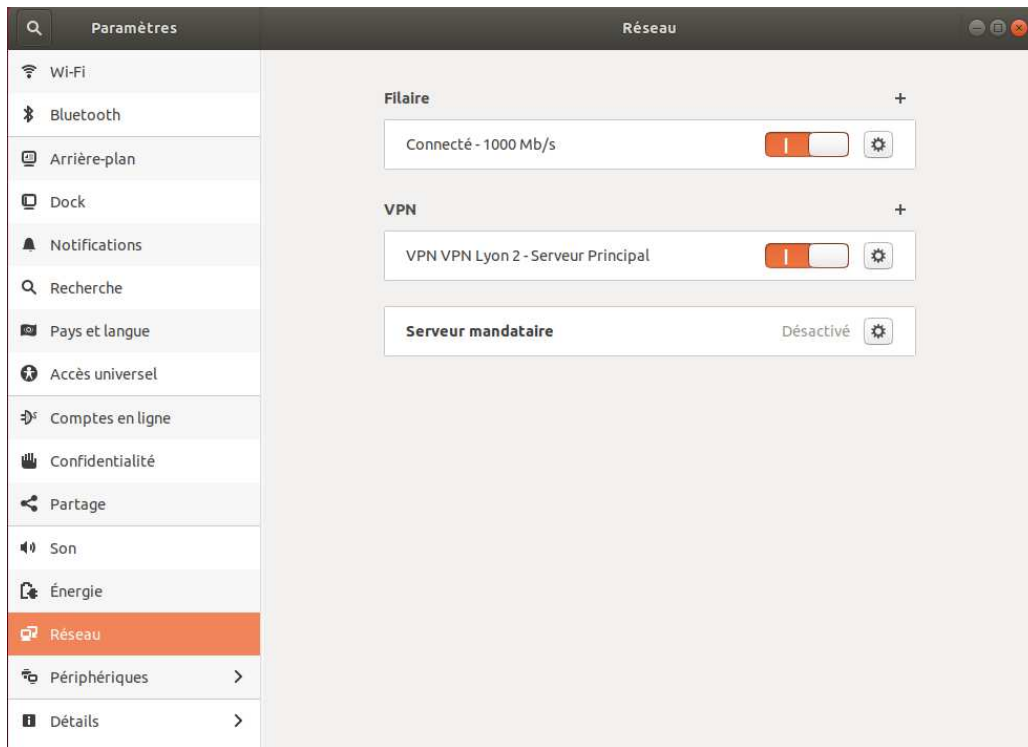 Paramètres
Réseau
Wi-Fi
Bluetooth
Arrière-plan
Dock
Notifications
Recherche
Pays et langue
Accès universel
Comptes en ligne
Confidentialité
Partage
Son
Énergie
Réseau
Périphériques
Détails
Filaire
Connecté - 1000 Mb/s
VPN
VPN VPN Lyon 2 - Serveur Principal
Serveur mandataire Désactivé